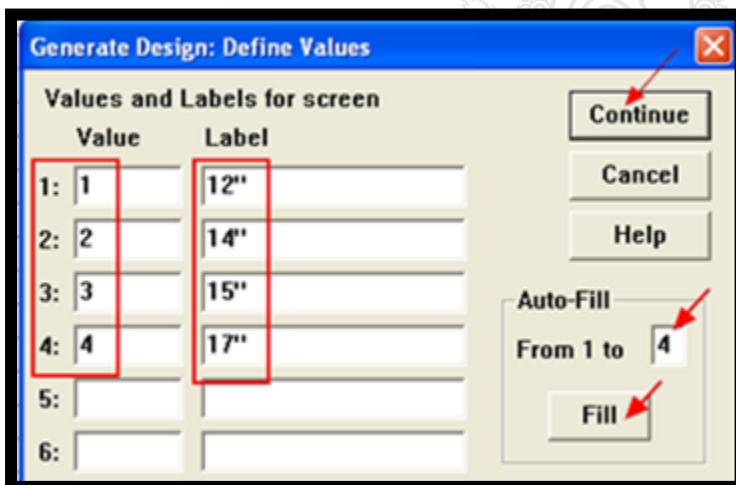 Generate Design: Define Values
Values and Labels for screen
Value Label
1: 1 12"
2: 2 14"
3: 3 15"
4: 4 17"
5:
6:
Continue
Cancel
Help
Auto-Fill
From 1 to 4
Fill